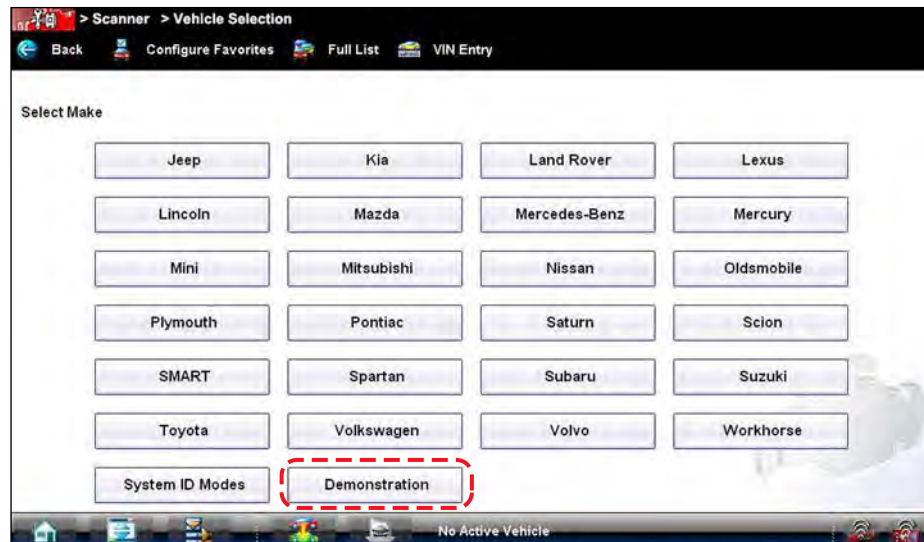 > Scanner > Vehicle Selection
Back Configure Favorites Full List VIN Entry
Select Make
Jeep Kia Land Rover Lexus
Lincoln Mazda Mercedes-Benz Mercury
Mini Mitsubishi Nissan Oldsmobile
Plymouth Pontiac Saturn Scion
SMART Spartan Subaru Suzuki
Toyota Volkswagen Volvo Workhorse
System ID Modes Demonstration
No Active Vehicle